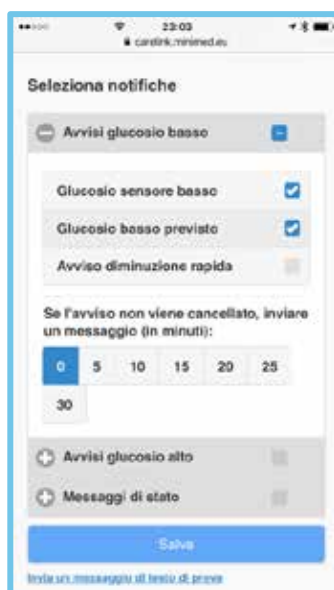 23:03
carelink.minimed.eu
Seleziona notifiche
Avvisi glucosio basso
Glucosio sensore basso
Glucosio basso previsto
Avviso diminuzione rapida
Se l'avviso non viene cancellato, inviare
un messaggio (in minuti):
0 5 10 15 20 25
30
Avvisi glucosio alto
Messaggi di stato
Salva
Invia un messaggio di testo di prova